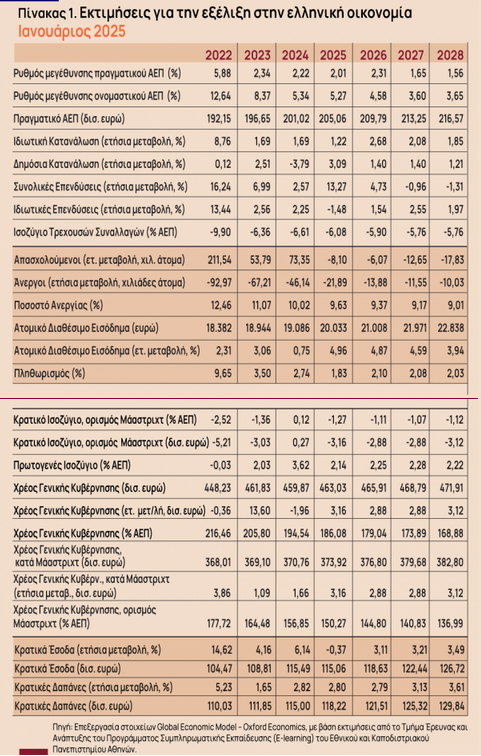 Πίνακας 1. Εκτιμήσεις για την εξέλιξη στην ελληνική οικονομία
Ιανουάριος 2025
2022 2023 2024 2025 2026 2027 2028
Ρυθμός μεγέθυνσης πραγματικού ΑΕΠ (%) 5,88 2,34 2,22 2,01 2,31 1,65 1,56
Ρυθμός μεγέθυνσης ονομαστικού ΑΕΠ (%) 12,64 8,37 5,34 5,27 4,58 3,60 3,65
Πραγματικό ΑΕΠ (δισ. ευρώ) 192,15 196,65 201,02 205,06 209,79 213,25 216,57
Ιδιωτική Κατανάλωση (ετήσια μεταβολή, %) 8,76 1,69 1,69 1,22 2,68 2,08 1,85
Δημόσια Κατανάλωση (ετήσια μεταβολή, %) 0,12 2,51 -3,79 3,09 1,40 1,40 1,21
Συνολικές Επενδύσεις (ετήσια μεταβολή, %) 16,24 6,99 2,57 13,27 4,73 -0,96 -1,31
Ιδιωτικές Επενδύσεις (ετήσια μεταβολή, %) 13,44 2,56 2,25 -1,48 1,54 2,55 1,97
Ισοζύγιο Τρεχουσών Συναλλαγών (% ΑΕΠ) -9,90 -6,36 -6,61 -6,08 -5,90 -5,76 -5,76
Απασχολούμενοι (ετ. μεταβολή, χιλ. άτομα) 211,54 53,79 73,35 -8,10 -6,07 -12,65 -17,83
Άνεργοι (ετήσια μεταβολή, χιλιάδες άτομα) -92,97 -67,21 -46,14 -21,89 -13,88 -11,55 -10,03
Ποσοστό Ανεργίας (%) 12,46 11,07 10,02 9,63 9,37 9,17 9,01
Ατομικό Διαθέσιμο Εισόδημα (ευρώ) 18.382 18.944 19.086 20.033 21.008 21.971 22.838
Ατομικό Διαθέσιμο Εισόδημα (ετ. μεταβολή, %) 2,31 3,06 0,75 4,96 4,87 4,59 3,94
Πληθωρισμός (%) 9,65 3,50 2,74 1,83 2,10 2,08 2,03
Κρατικό Ισοζύγιο, ορισμός Μάαστριχτ (% ΑΕΠ) -2,52 -1,36 0,12 -1,27 -1,11 -1,07 -1,12
Κρατικό Ισοζύγιο, ορισμός Μάαστριχτ (δισ. ευρώ) -5,21 -3,03 0,27 -3,16 -2,88 -2,88 -3,12
Πρωτογενές Ισοζύγιο (% ΑΕΠ) -0,03 2,03 3,62 2,14 2,25 2,28 2,22
Χρέος Γενικής Κυβέρνησης (δισ. ευρώ) 448,23 461,83 459,87 463,03 465,91 468,79 471,91
Χρέος Γενικής Κυβέρνησης (ετ. μετ/λή, δισ. ευρώ) -0,36 13,60 -1,96 3,16 2,88 2,88 3,12
Χρέος Γενικής Κυβέρνησης (% ΑΕΠ) 216,46 205,80 194,54 186,08 179,04 173,89 168,88
Χρέος Γενικής Κυβέρνησης,
κατά Μάαστριχτ (δισ. ευρώ) 368,01 369,10 370,76 373,92 376,80 379,68 382,80
Χρέος Γενικής Κυβέρν., κατά Μάαστριχτ
(ετήσια μεταβ., δισ. ευρώ) 3,86 1,09 1,66 3,16 2,88 2,88 3,12
Χρέος Γενικής Κυβέρνησης, ορισμός
Μάαστριχτ (% ΑΕΠ) 177,72 164,48 156,85 150,27 144,80 140,83 136,99
Κρατικά Έσοδα (ετήσια μεταβολή, %) 14,62 4,16 6,14 -0,37 3,11 3,21 3,49
Κρατικά Έσοδα (δισ. ευρώ) 104,47 108,81 115,49 115,06 118,63 122,44 126,72
Κρατικές Δαπάνες (ετήσια μεταβολή, %) 5,23 1,65 2,82 2,80 2,79 3,13 3,61
Κρατικές Δαπάνες (δισ. ευρώ) 110,03 111,85 115,00 118,22 121,51 125,32 129,84
Πηγή: Επεξεργασία στοιχείων Global Economic Model – Oxford Economics, με βάση εκτιμήσεις από το Τμήμα Έρευνας και
Ανάπτυξης του Προγράμματος Συμπληρωματικής Εκπαίδευσης (E-learning) του Εθνικού και Καποδιστριακού
Πανεπιστημίου Αθηνών.